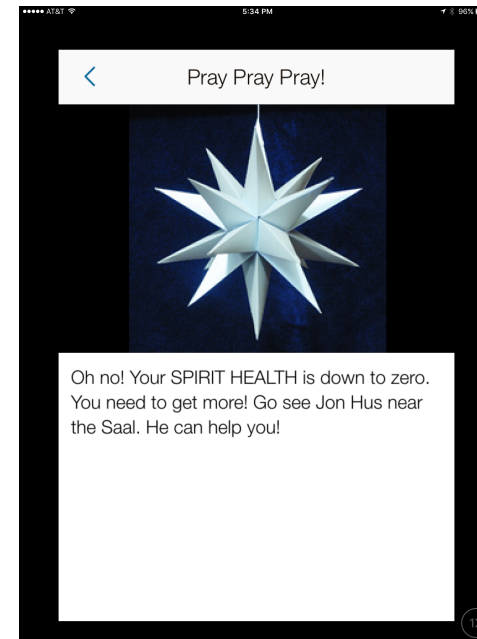 AT&T 5:34 PM 96%
Pray Pray Pray!
Oh no! Your SPIRIT HEALTH is down to zero.
You need to get more! Go see Jon Hus near
the Saal. He can help you!